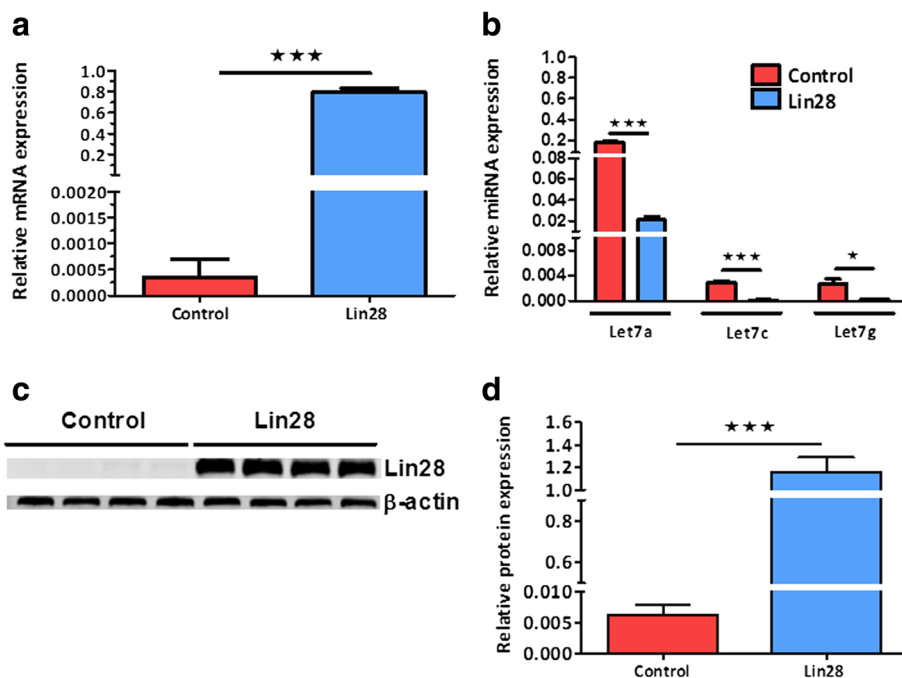 a
Relative mRNA expression
1.0
0.8
0.6
0.4
0.2
0.0020
0.0015
0.0010
0.0005
0.0000
★★★
Control
Lin28
b
Relative miRNA expression
1.0
0.8
0.6
0.4
0.2
0.08
0.06
0.04
0.02
0.008
0.004
0.000
Control
Lin28
★★★
★★★
★
Let7a
Let7c
Let7g
c
Control
Lin28
Lin28
β-actin
d
Relative protein expression
1.6
1.4
1.2
1.0
0.8
0.6
0.010
0.005
0.000
★★★
Control
Lin28